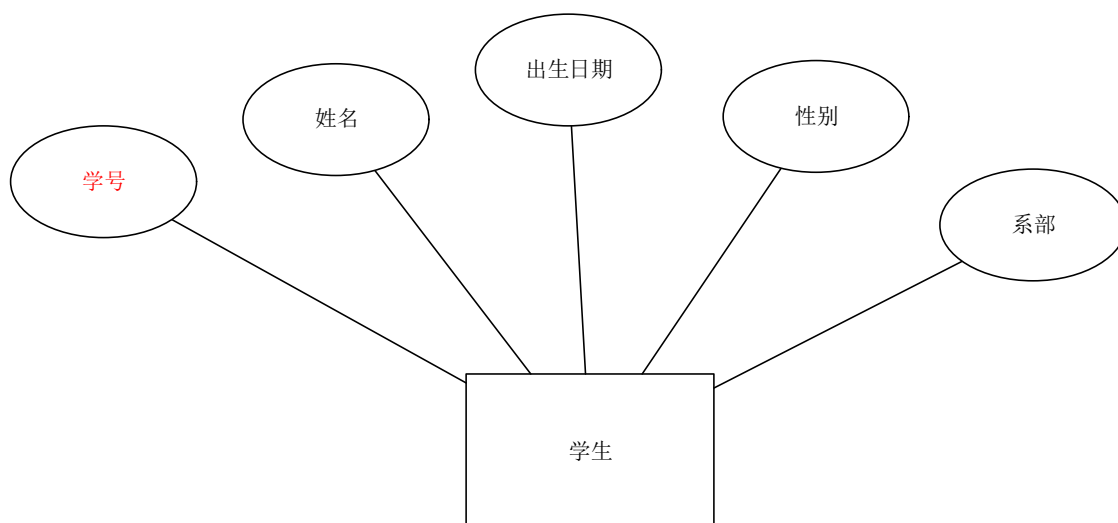 出生日期
姓名
性别
学号
系部
学生